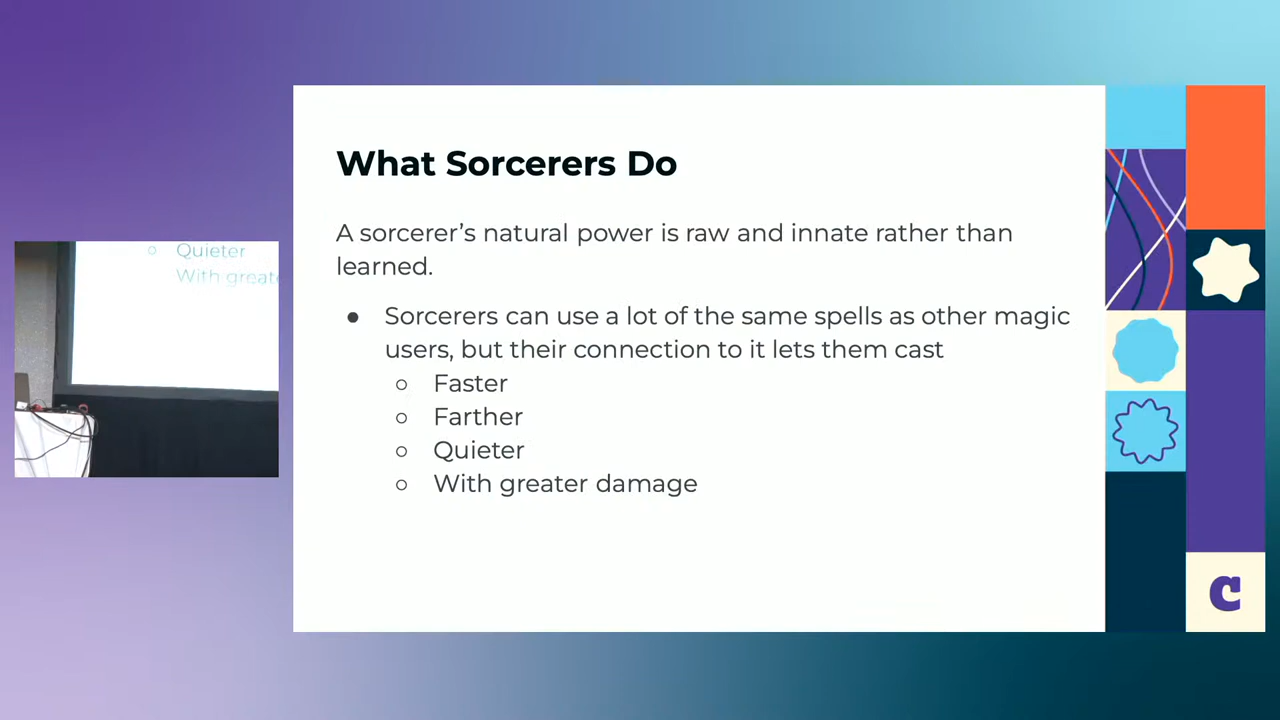 What Sorcerers Do
A sorcerer’s natural power is raw and innate rather than
learned.
● Sorcerers can use a lot of the same spells as other magic
users, but their connection to it lets them cast
○ Faster
○ Farther
○ Quieter
○ With greater damage
○ Quieter
With greate
C